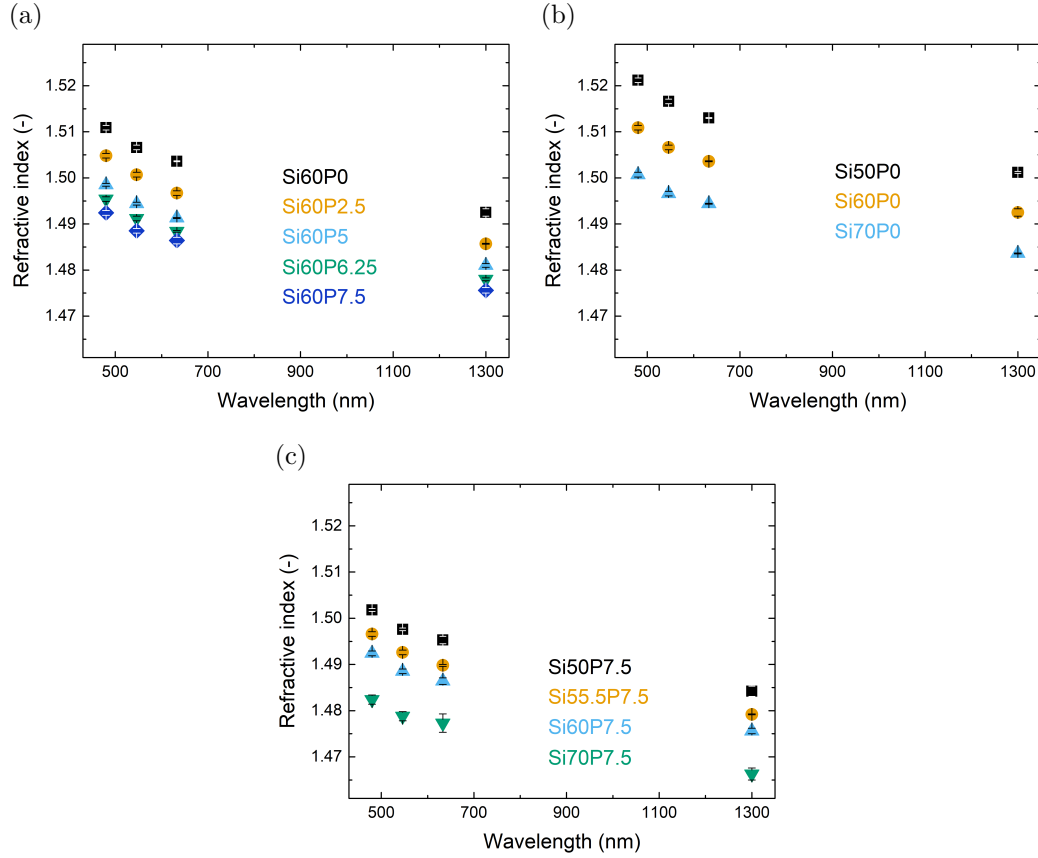 (a)
1.52
1.51
1.50
1.49
1.48
1.47
Refractive index (-)
Si60P0
Si60P2.5
Si60P5
Si60P6.25
Si60P7.5
500 700 900 1100 1300
Wavelength (nm)
(b)
1.52
1.51
1.50
1.49
1.48
1.47
Refractive index (-)
Si50P0
Si60P0
Si70P0
500 700 900 1100 1300
Wavelength (nm)
(c)
1.52
1.51
1.50
1.49
1.48
1.47
Refractive index (-)
Si50P7.5
Si55.5P7.5
Si60P7.5
Si70P7.5
500 700 900 1100 1300
Wavelength (nm)